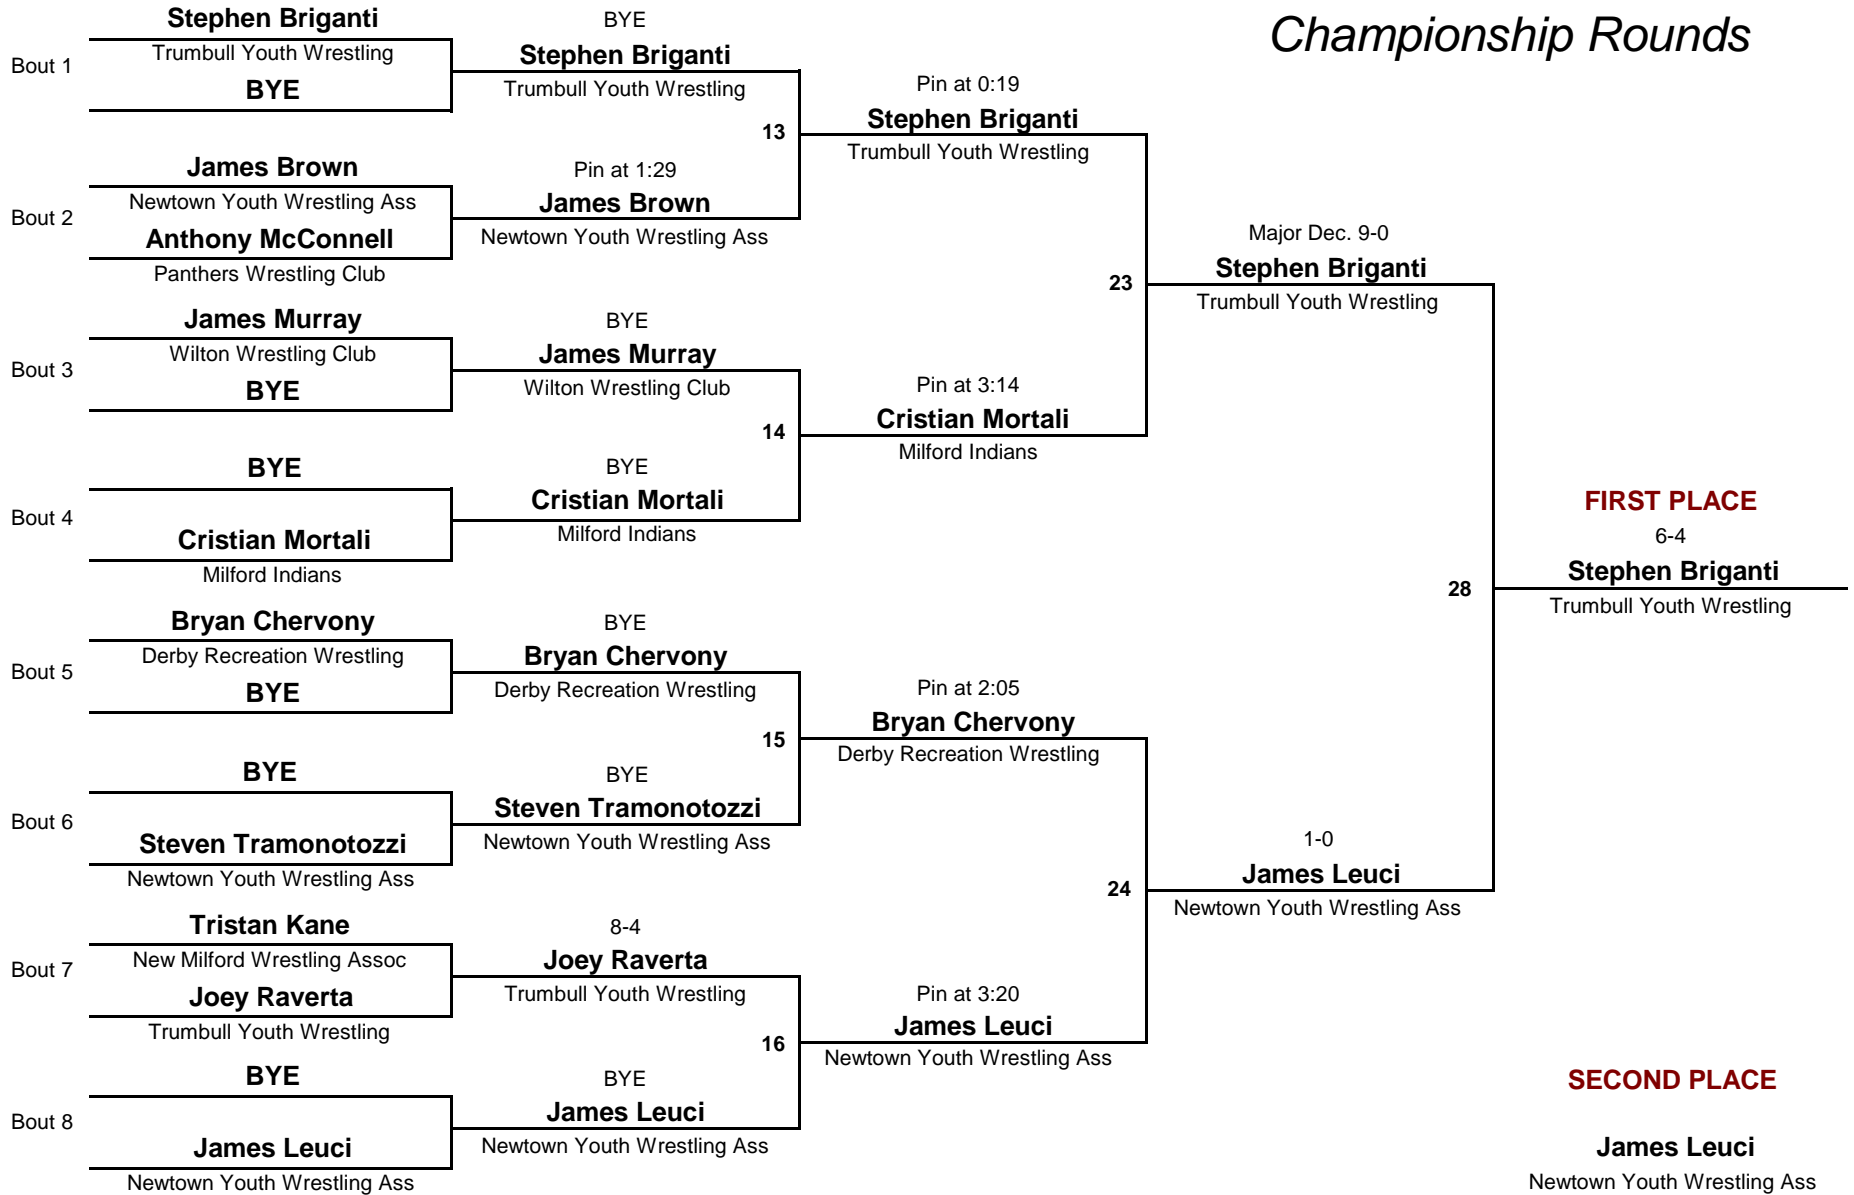 Championship Rounds
Stephen Briganti
Bout 1
Trumbull Youth Wrestling
BYE
James Brown
Bout 2
Newtown Youth Wrestling Ass
Anthony McConnell
Panthers Wrestling Club
James Murray
Bout 3
Wilton Wrestling Club
BYE
BYE
Bout 4
Cristian Mortali
Milford Indians
Bryan Chervony
Bout 5
Derby Recreation Wrestling
BYE
BYE
Bout 6
Steven Tramonotozzi
Newtown Youth Wrestling Ass
Tristan Kane
Bout 7
New Milford Wrestling Assoc
Joey Raverta
Trumbull Youth Wrestling
BYE
Bout 8
James Leuci
Newtown Youth Wrestling Ass
BYE
Stephen Briganti
Trumbull Youth Wrestling
13
Pin at 1:29
James Brown
Newtown Youth Wrestling Ass
BYE
James Murray
Wilton Wrestling Club
14
BYE
Cristian Mortali
Milford Indians
BYE
Bryan Chervony
Derby Recreation Wrestling
15
BYE
Steven Tramonotozzi
Newtown Youth Wrestling Ass
8-4
Joey Raverta
Trumbull Youth Wrestling
16
BYE
James Leuci
Newtown Youth Wrestling Ass
Pin at 0:19
Stephen Briganti
Trumbull Youth Wrestling
23
Pin at 3:14
Cristian Mortali
Milford Indians
Pin at 2:05
Bryan Chervony
Derby Recreation Wrestling
24
Pin at 3:20
James Leuci
Newtown Youth Wrestling Ass
Major Dec. 9-0
Stephen Briganti
Trumbull Youth Wrestling
28
1-0
James Leuci
Newtown Youth Wrestling Ass
FIRST PLACE
6-4
Stephen Briganti
Trumbull Youth Wrestling
SECOND PLACE
James Leuci
Newtown Youth Wrestling Ass